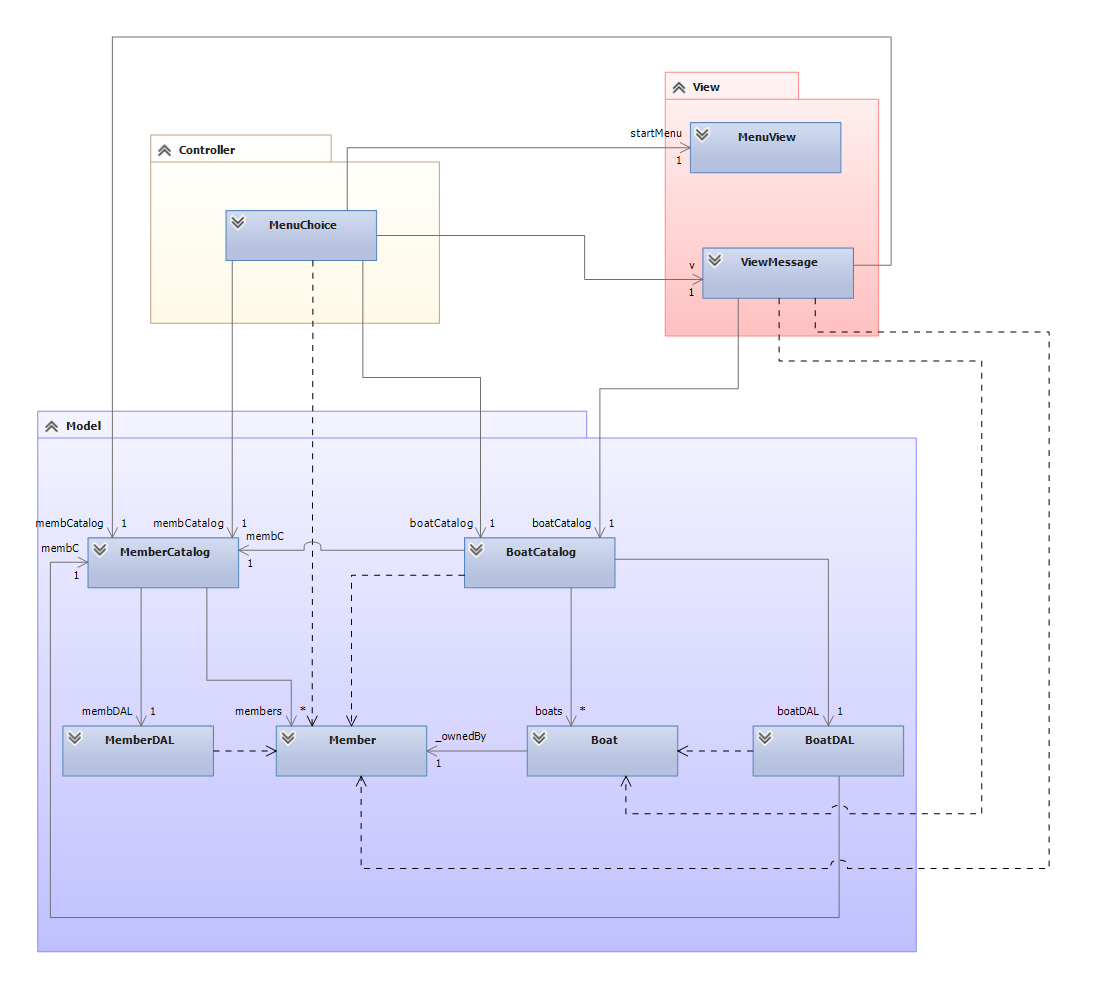 View
startMenu
MenuView
1
Controller
MenuChoice
v
ViewMessage
1
Model
membCatalog 1
membCatalog 1
boatCatalog 1
boatCatalog 1
membC
membC
1
1
MemberCatalog
BoatCatalog
membDAL 1
members *
boats *
boatDAL 1
MemberDAL
Member
_ownedBy
1
Boat
BoatDAL